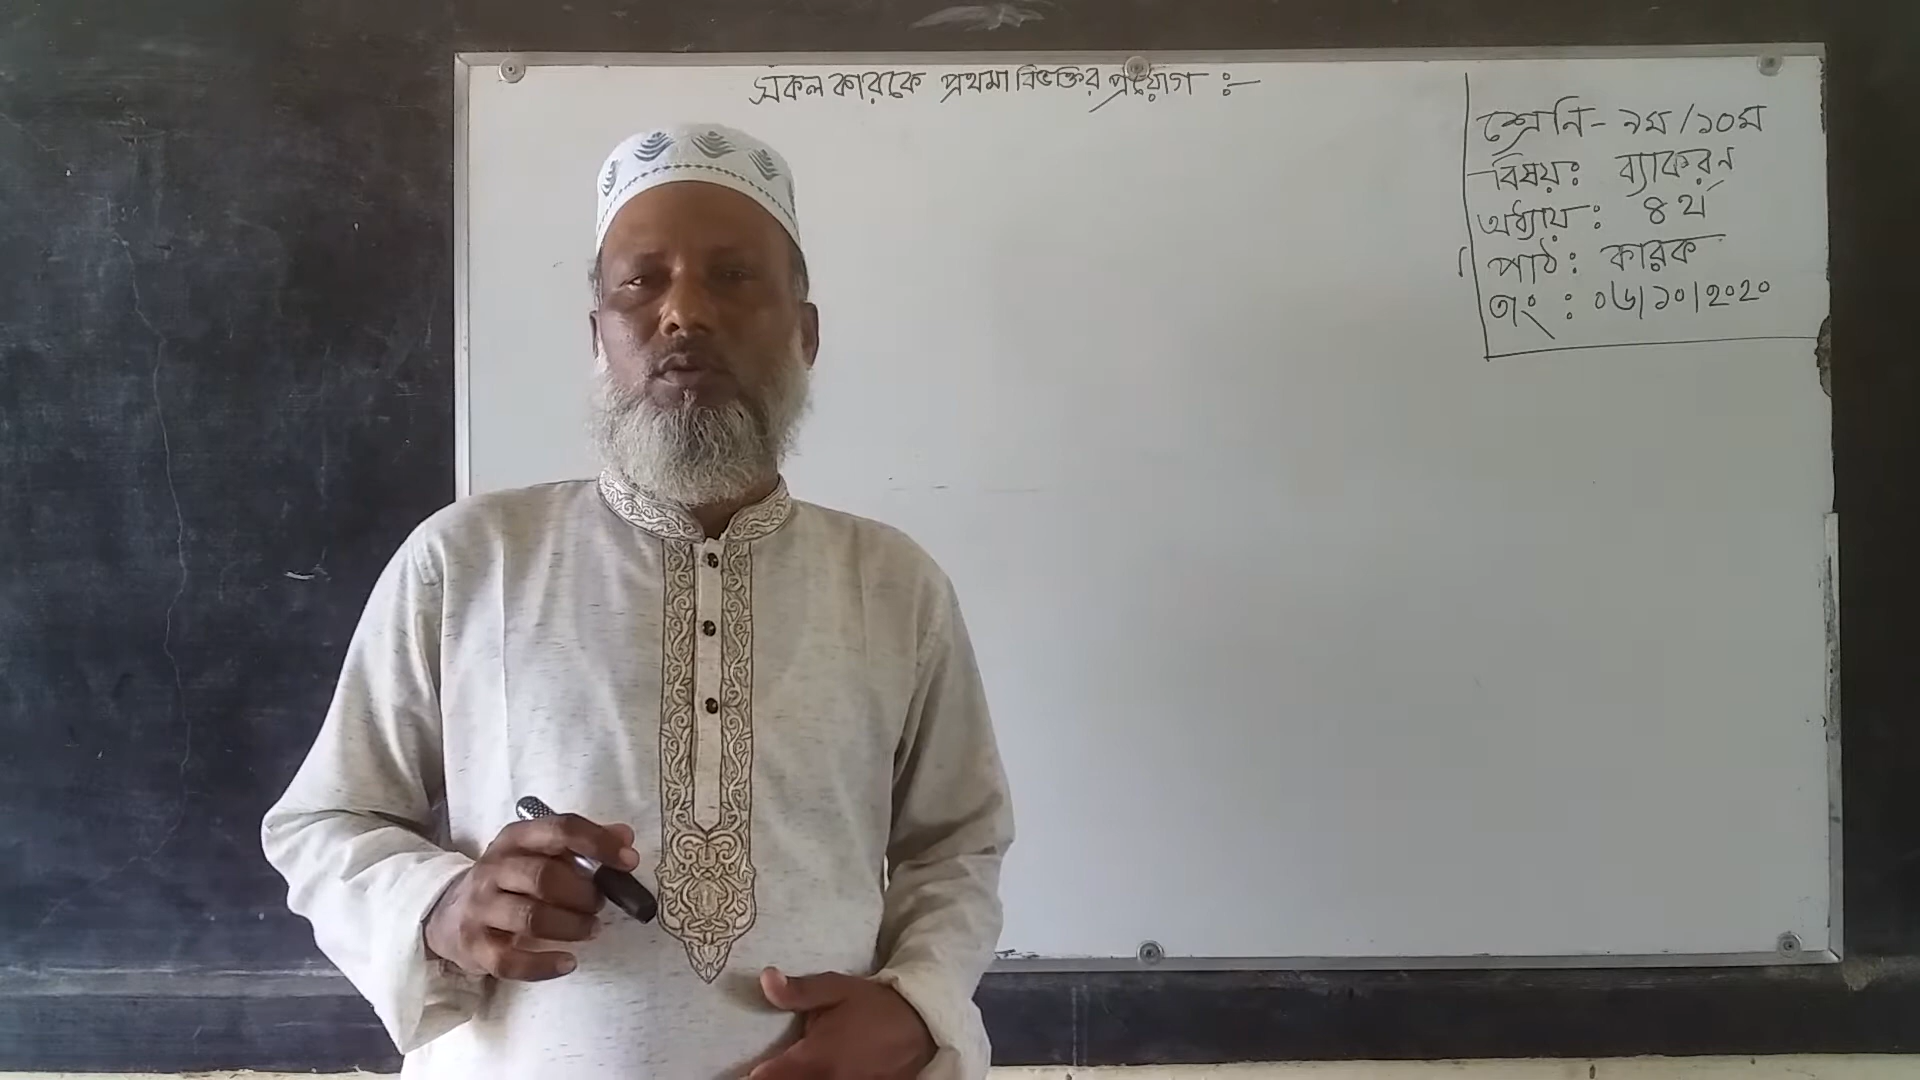 সকল কারকে প্রথমা বিভক্তির প্রয়োগ :-
শ্রেনি - ৯ম / ১০ম
বিষয়ঃ ব্যাকরন
অধ্যায় : ৪র্থ
পাঠ : কারক
তাং : ০৬/১০/২০২০